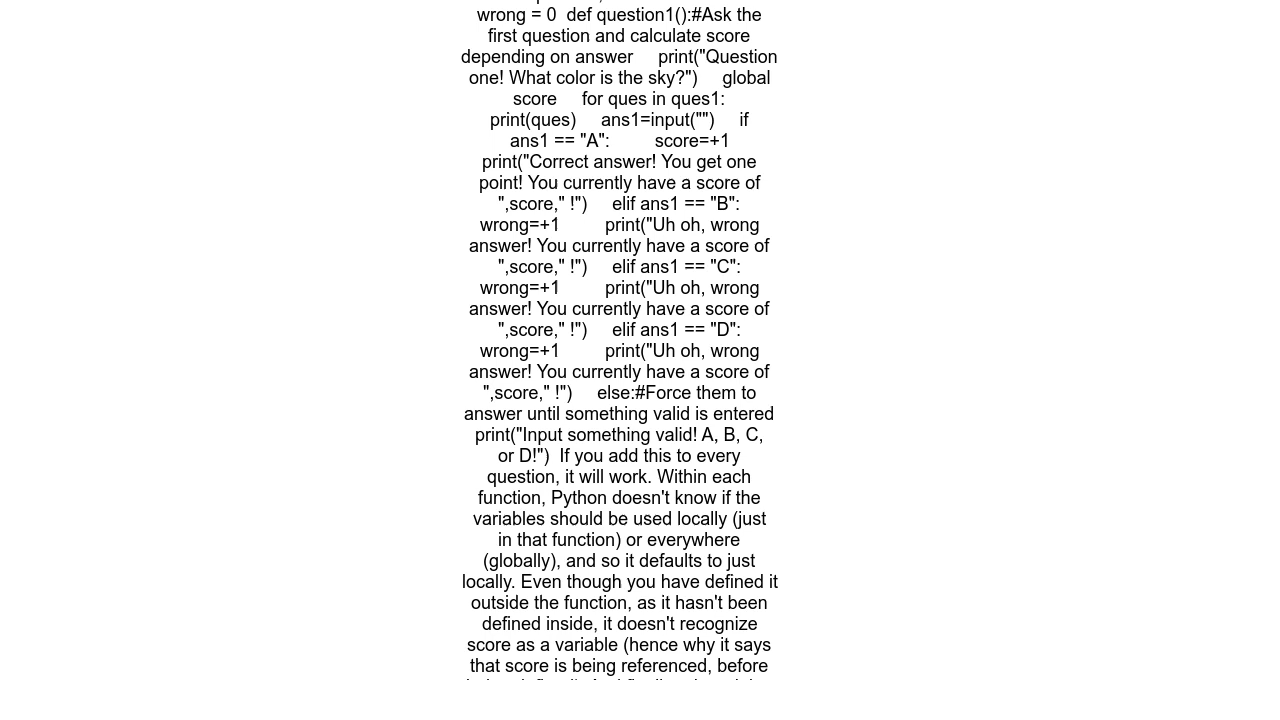 wrong = 0  def question1():#Ask the
first question and calculate score
depending on answer     print("Question
one! What color is the sky?")     global
score     for ques in ques1:
print(ques)     ans1=input("")     if
ans1 == "A":         score=+1
print("Correct answer! You get one
point! You currently have a score of
",score," !")     elif ans1 == "B":
wrong=+1         print("Uh oh, wrong
answer! You currently have a score of
",score," !")     elif ans1 == "C":
wrong=+1         print("Uh oh, wrong
answer! You currently have a score of
",score," !")     elif ans1 == "D":
wrong=+1         print("Uh oh, wrong
answer! You currently have a score of
",score," !")     else:#Force them to
answer until something valid is entered
print("Input something valid! A, B, C,
or D!")  If you add this to every
question, it will work. Within each
function, Python doesn't know if the
variables should be used locally (just
in that function) or everywhere
(globally), and so it defaults to just
locally. Even though you have defined it
outside the function, as it hasn't been
defined inside, it doesn't recognize
score as a variable (hence why it says
that score is being referenced, before